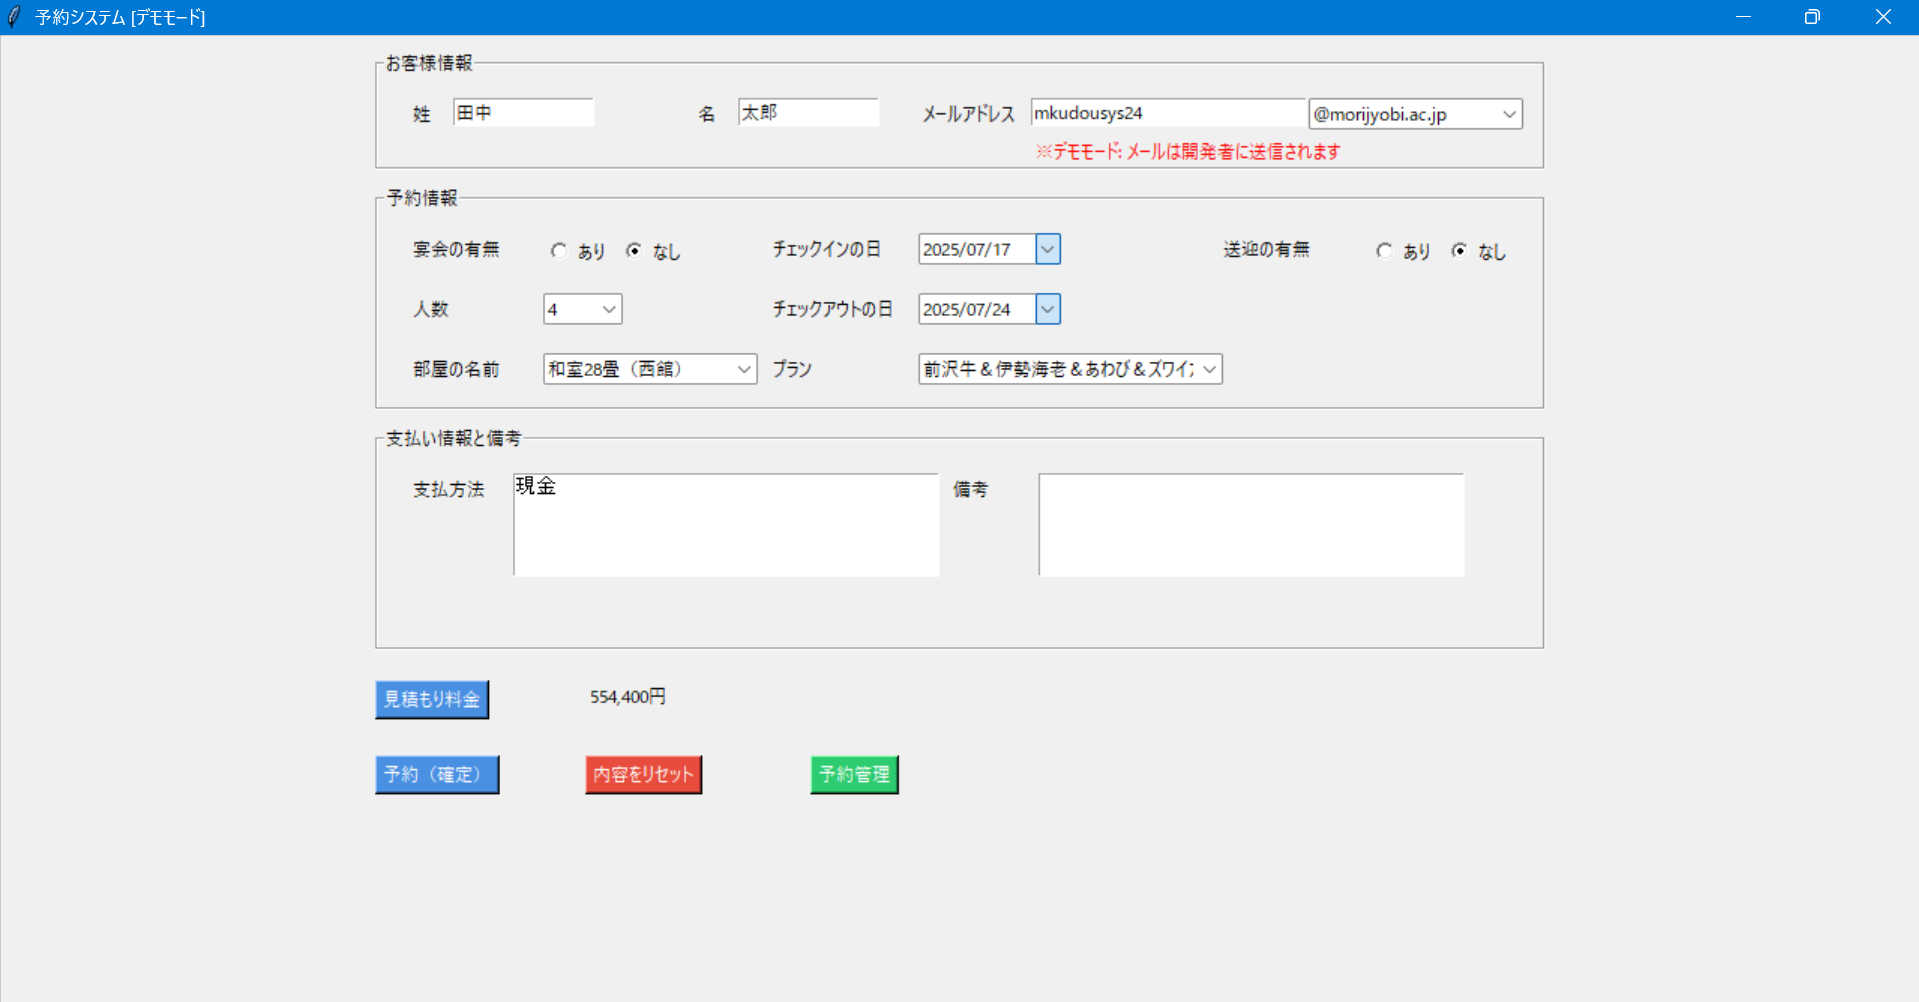 予約システム [デモモード]
お客様情報
姓 田中 名 太郎 メールアドレス mkudousys24 @morijyobi.ac.jp
※デモモード: メールは開発者に送信されます
予約情報
宴会の有無 あり なし チェックインの日 2025/07/17 送迎の有無 あり なし
人数 4 チェックアウトの日 2025/07/24
部屋の名前 和室28畳（西館） プラン 前沢牛＆伊勢海老＆あわび＆ズワイ
支払い情報と備考
支払方法 現金 備考
見積もり料金 554,400円
予約（確定） 内容をリセット 予約管理